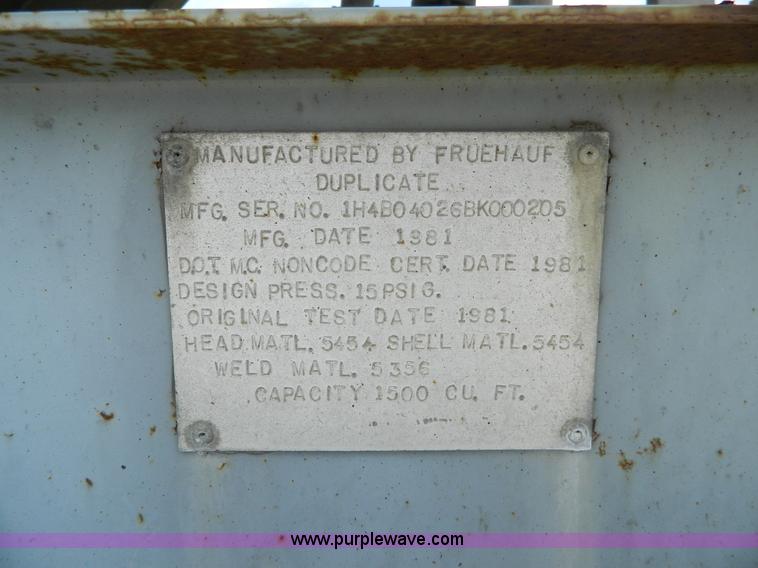 MANUFACTURED BY FRUEHAUF
DUPLICATE
MFG. SER. NO. 1H4B04026BK000205
MFG. DATE 1981
D.O.T. M.C. NONCODE CERT. DATE 1981
DESIGN PRESS. 15 PSIG.
ORIGINAL TEST DATE 1981
HEAD MATL. 5454 SHELL MATL. 5454
WELD MATL. 5356
CAPACITY 1500 CU. FT.
www.purplewave.com